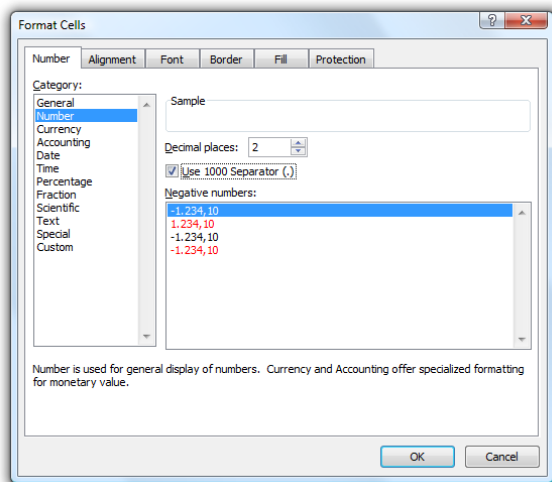 Format Cells
Number Alignment Font Border Fill Protection
Category:
General
Number
Currency
Accounting
Date
Time
Percentage
Fraction
Scientific
Text
Special
Custom
Sample
Decimal places: 2
Use 1000 Separator (.)
Negative numbers:
-1.234,10
1.234,10
-1.234,10
-1.234,10
Number is used for general display of numbers. Currency and Accounting offer specialized formatting
for monetary value.
OK Cancel